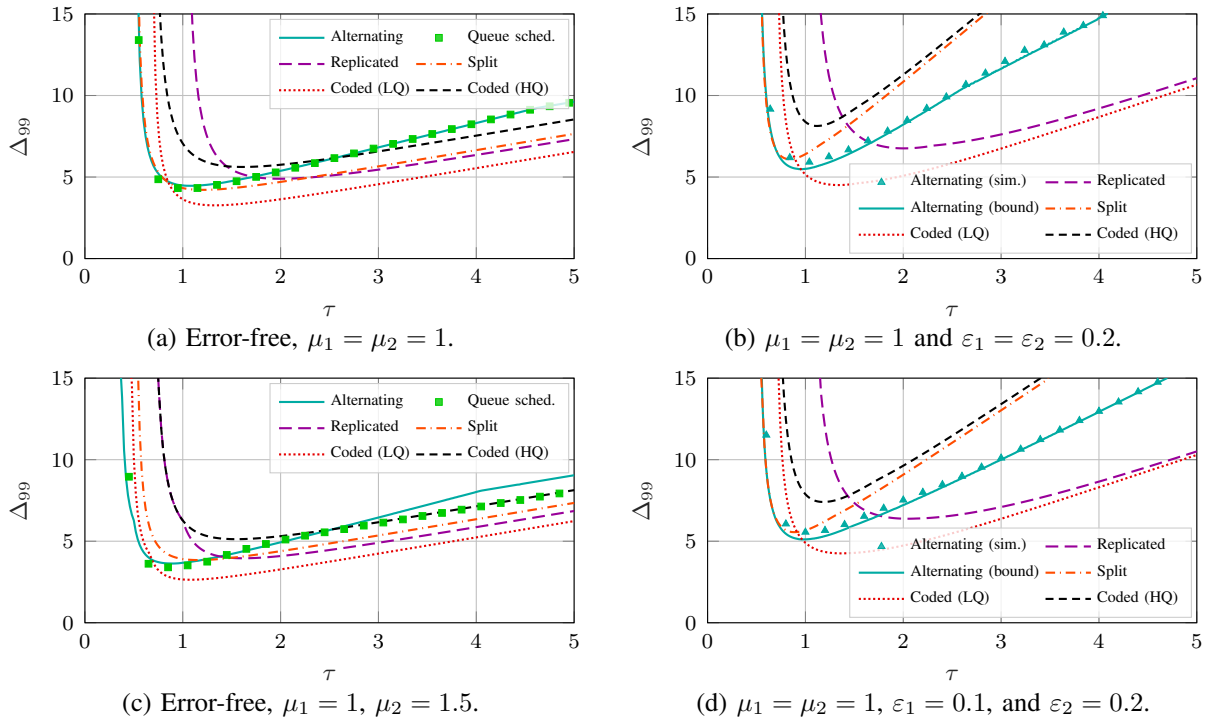 15
10
5
0
Δ99
0 1 2 3 4 5
τ
Alternating Queue sched.
Replicated Split
Coded (LQ) Coded (HQ)
(a) Error-free, μ1 = μ2 = 1.
15
10
5
0
Δ99
0 1 2 3 4 5
τ
Alternating (sim.) Replicated
Alternating (bound) Split
Coded (LQ) Coded (HQ)
(b) μ1 = μ2 = 1 and ε1 = ε2 = 0.2.
15
10
5
0
Δ99
0 1 2 3 4 5
τ
Alternating Queue sched.
Replicated Split
Coded (LQ) Coded (HQ)
(c) Error-free, μ1 = 1, μ2 = 1.5.
15
10
5
0
Δ99
0 1 2 3 4 5
τ
Alternating (sim.) Replicated
Alternating (bound) Split
Coded (LQ) Coded (HQ)
(d) μ1 = μ2 = 1, ε1 = 0.1, and ε2 = 0.2.